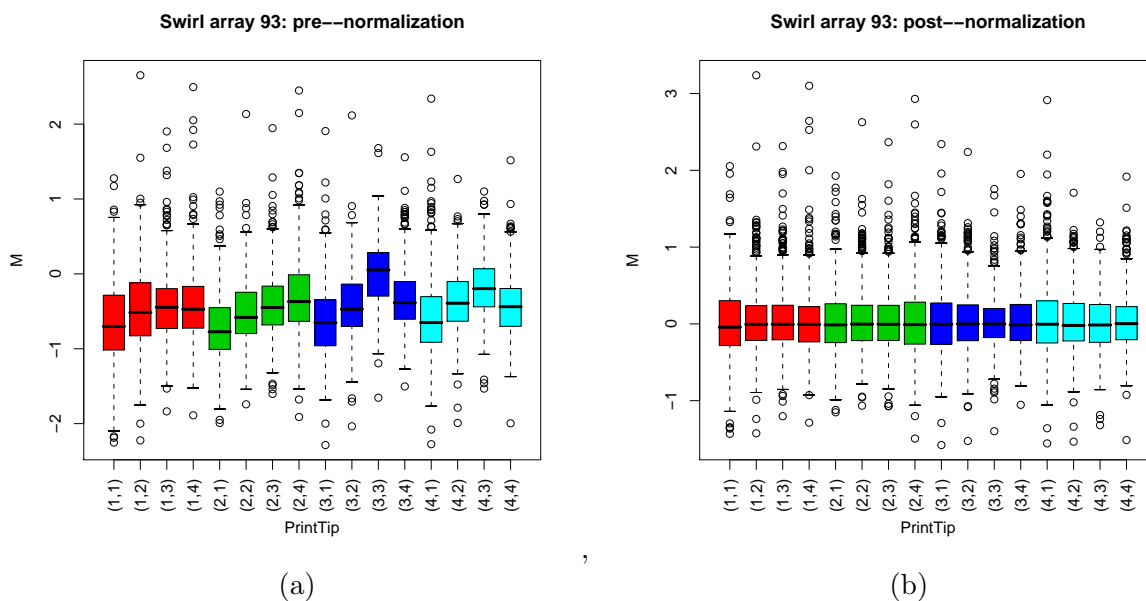 Swirl array 93: pre−−normalization
M
2
1
0
−1
−2
(1,1) (1,2) (1,3) (1,4) (2,1) (2,2) (2,3) (2,4) (3,1) (3,2) (3,3) (3,4) (4,1) (4,2) (4,3) (4,4)
PrintTip
(a)
,
Swirl array 93: post−−normalization
M
3
2
1
0
−1
(1,1) (1,2) (1,3) (1,4) (2,1) (2,2) (2,3) (2,4) (3,1) (3,2) (3,3) (3,4) (4,1) (4,2) (4,3) (4,4)
PrintTip
(b)